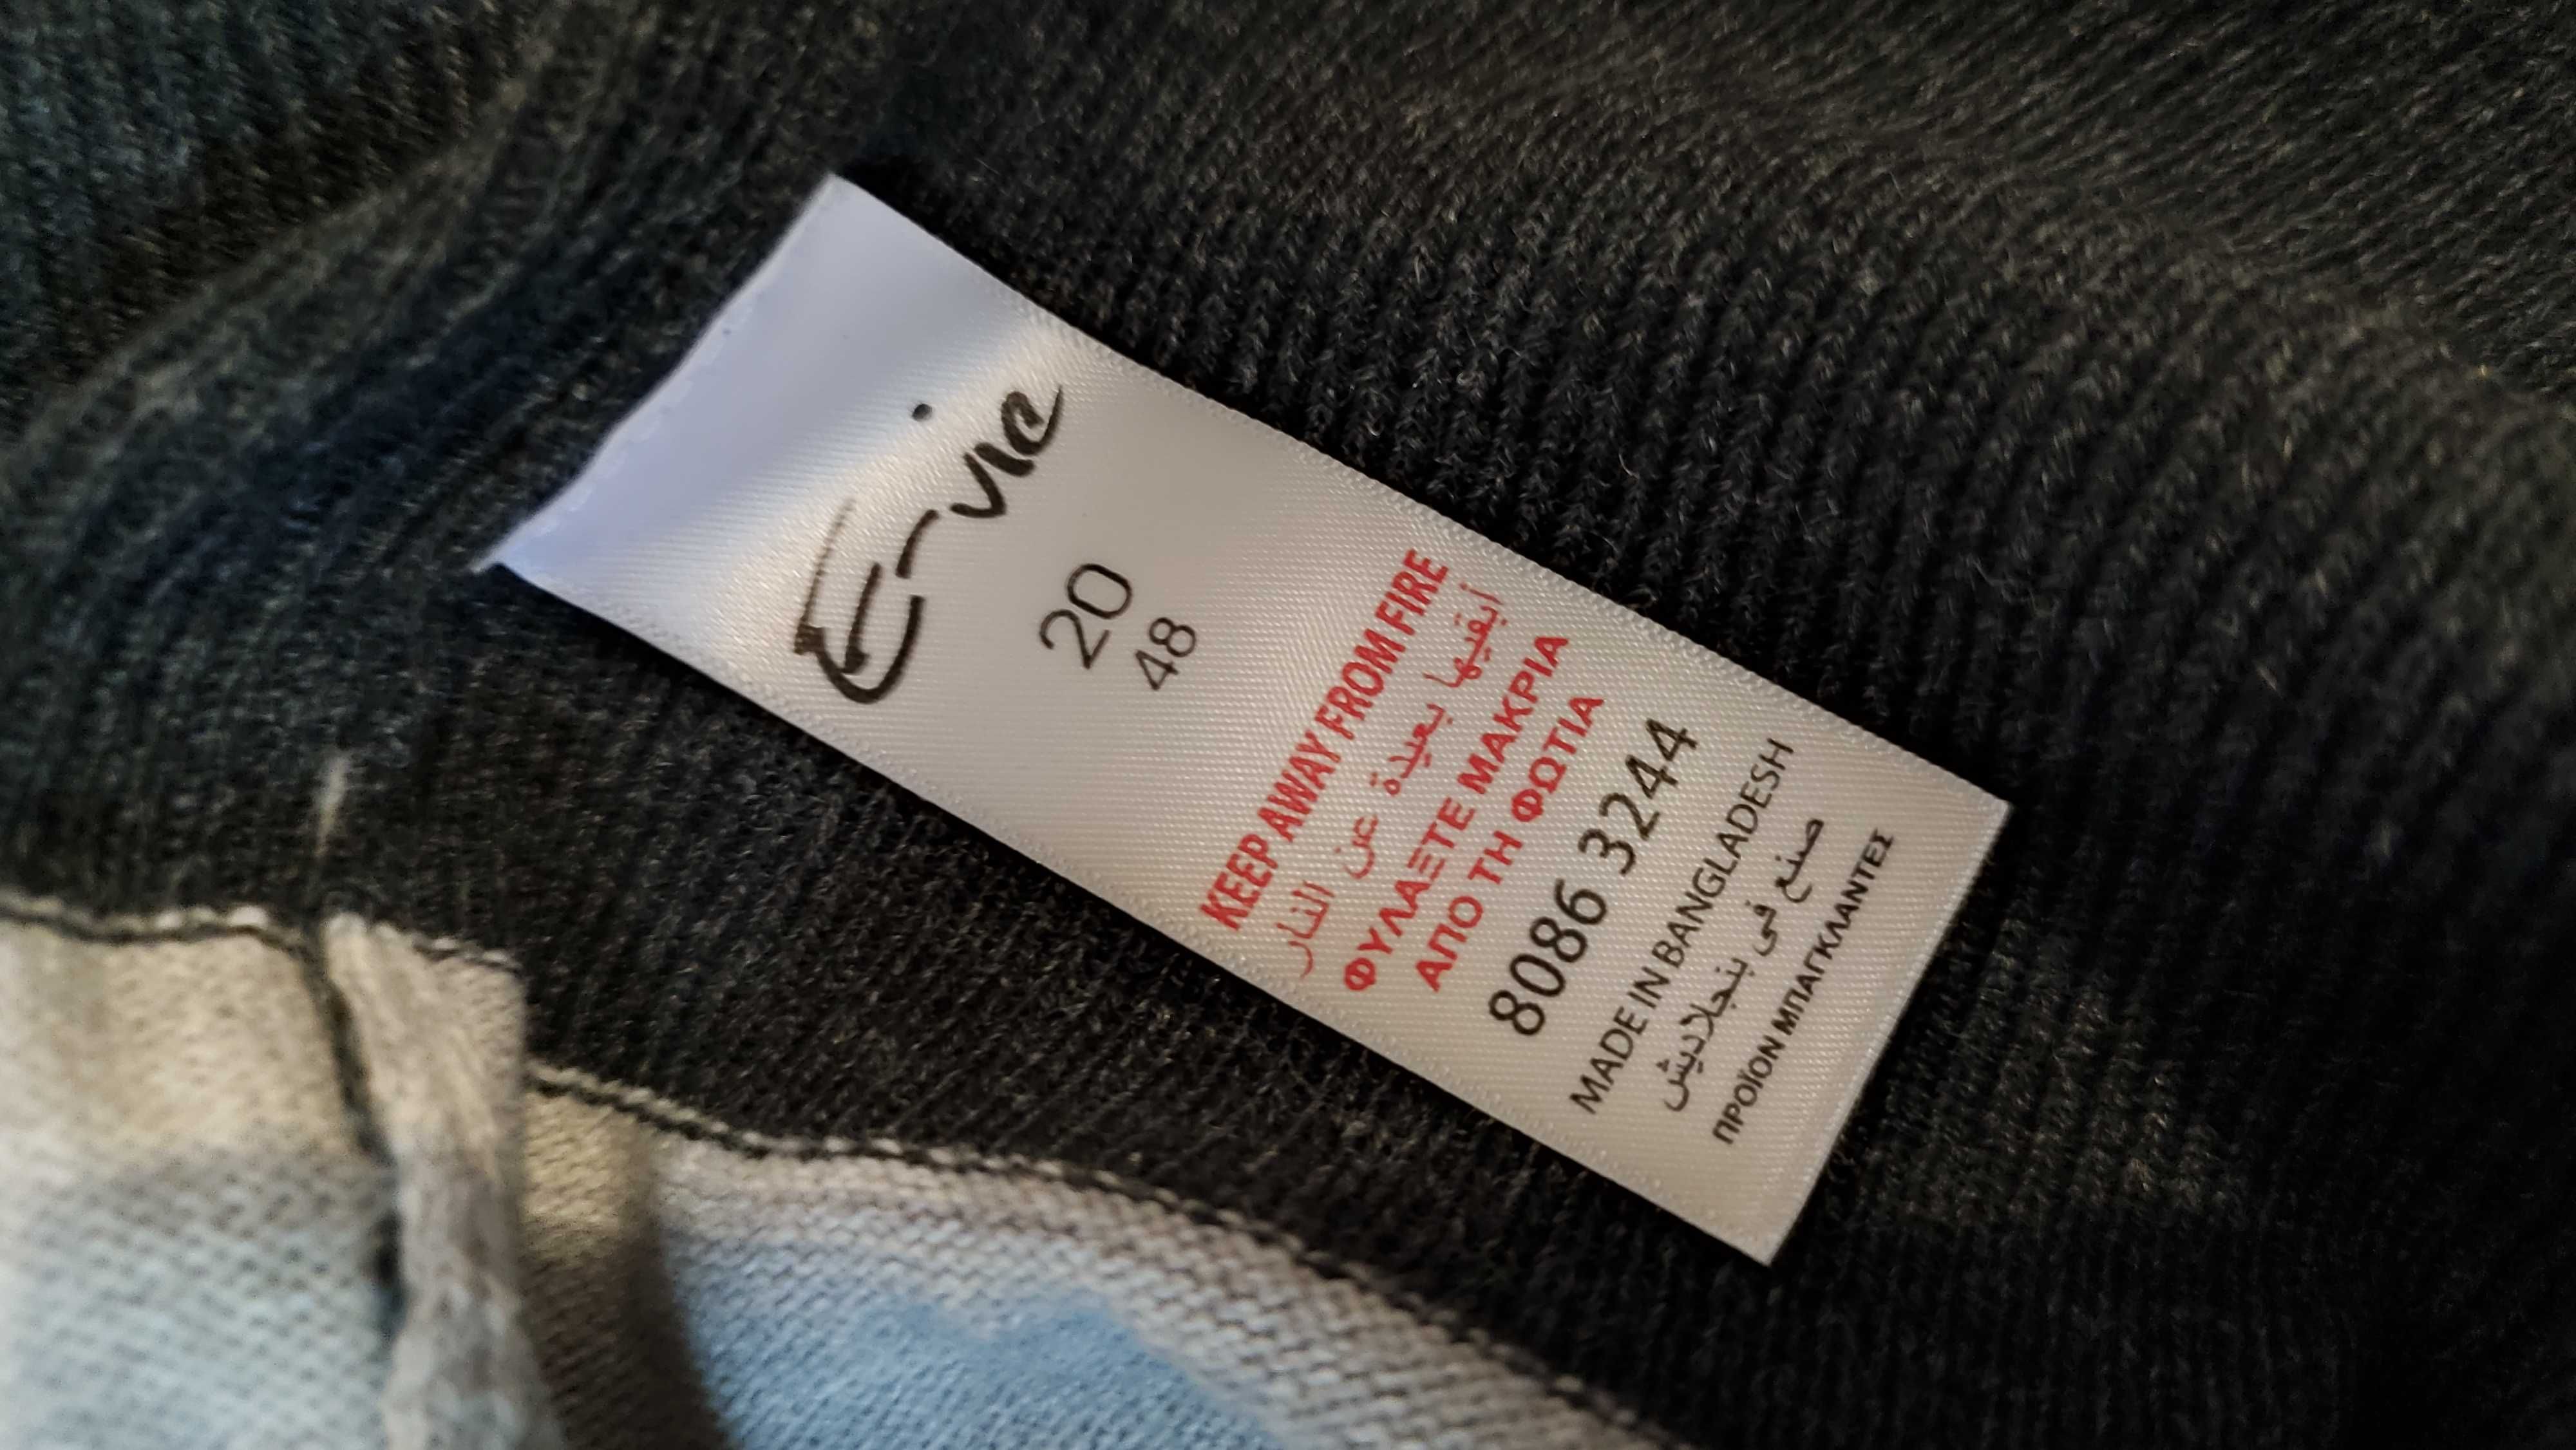 E-vie
20
48
KEEP AWAY FROM FIRE
أبقيها بعيدة عن النار
ΦΥΛΑΞΤΕ ΜΑΚΡΙΑ
ΑΠΟ ΤΗ ΦΩΤΙΑ
8086 3244
MADE IN BANGLADESH
صنع في بنجلاديش
ΠΡΟΪΟΝ ΜΠΑΓΚΛΑΝΤΕΣ